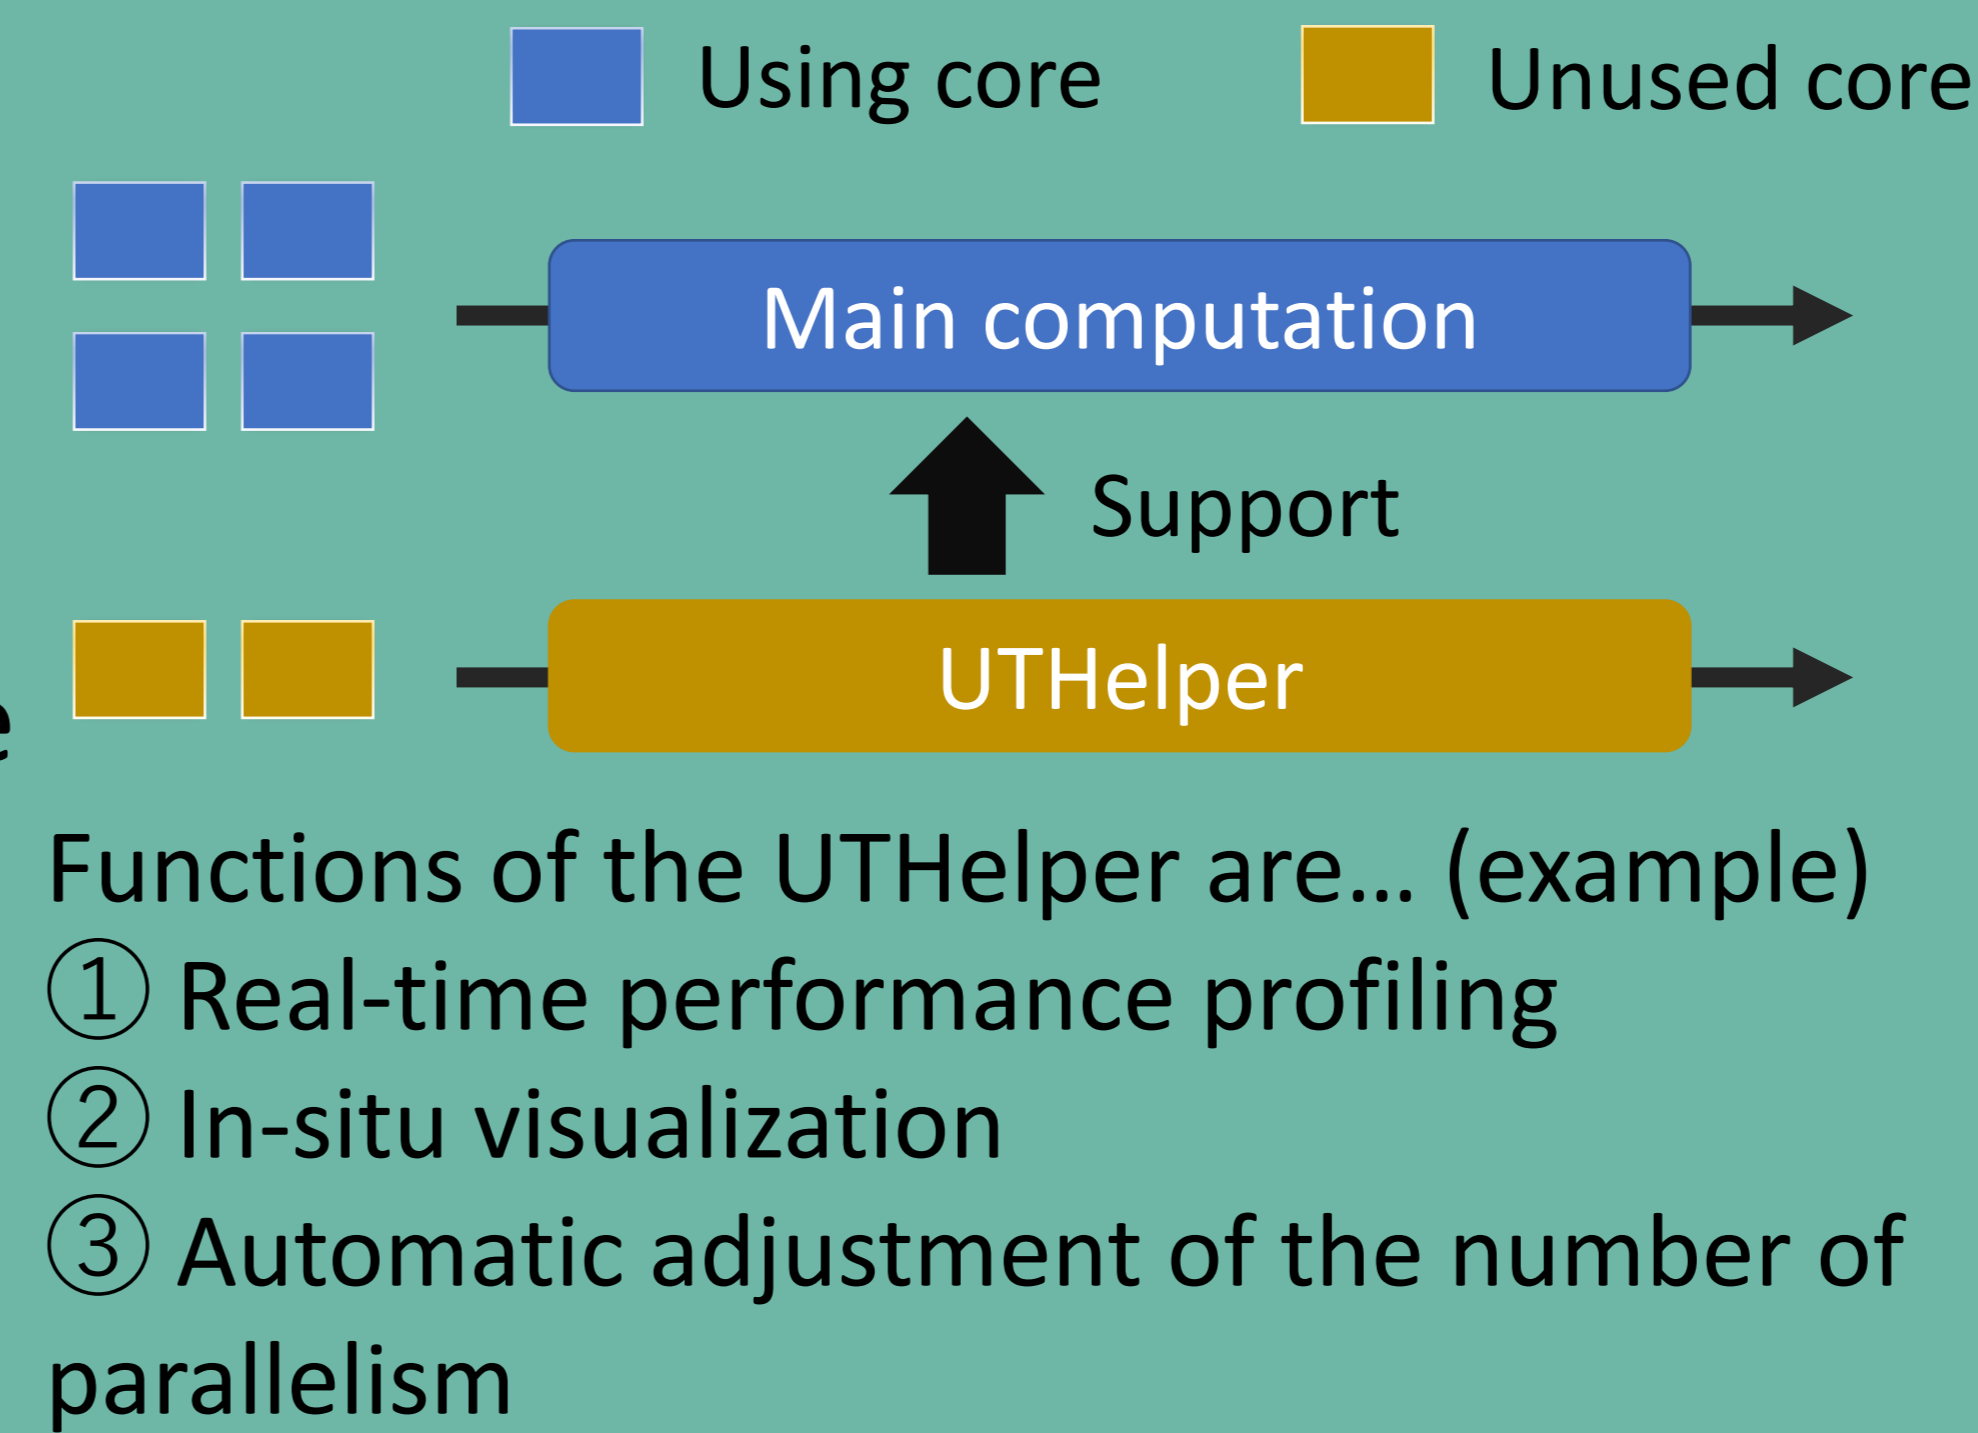 Using core
Unused core
Main computation
Support
UTHelper
Functions of the UTHelper are... (example)
① Real-time performance profiling
② In-situ visualization
③ Automatic adjustment of the number of
parallelism